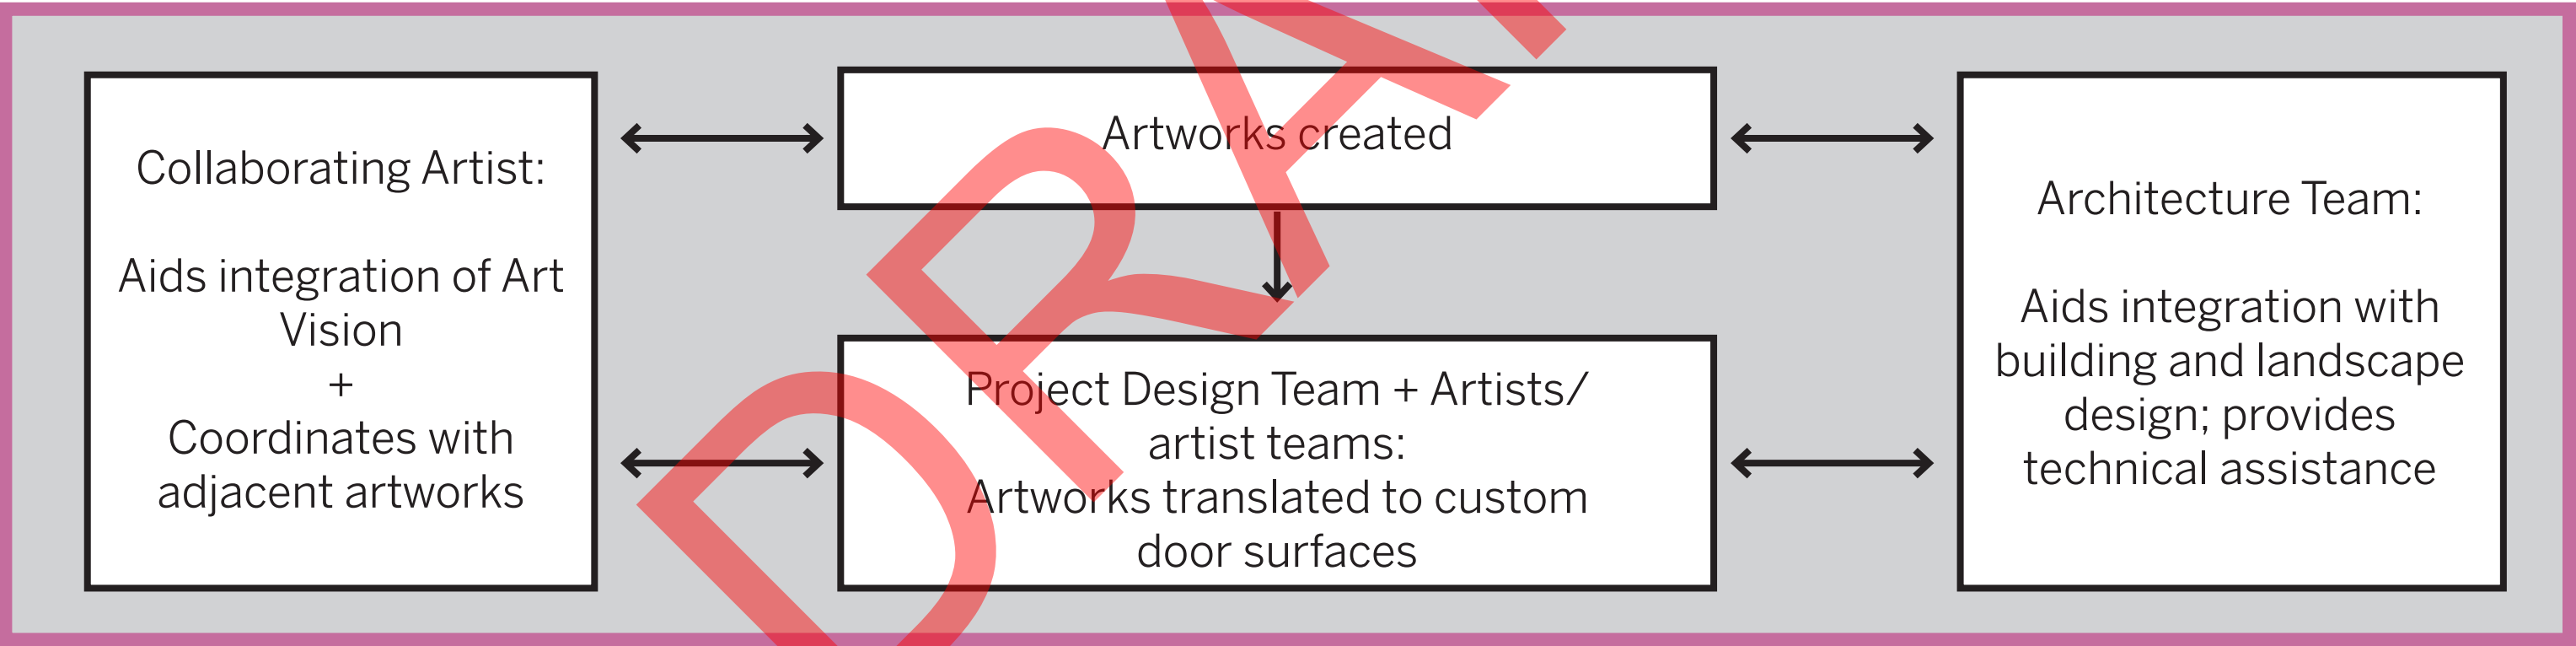 Collaborating Artist:
Aids integration of Art
Vision
+
Coordinates with
adjacent artworks
Artworks created
Project Design Team + Artists/
artist teams:
Artworks translated to custom
door surfaces
Architecture Team:
Aids integration with
building and landscape
design; provides
technical assistance
DRA